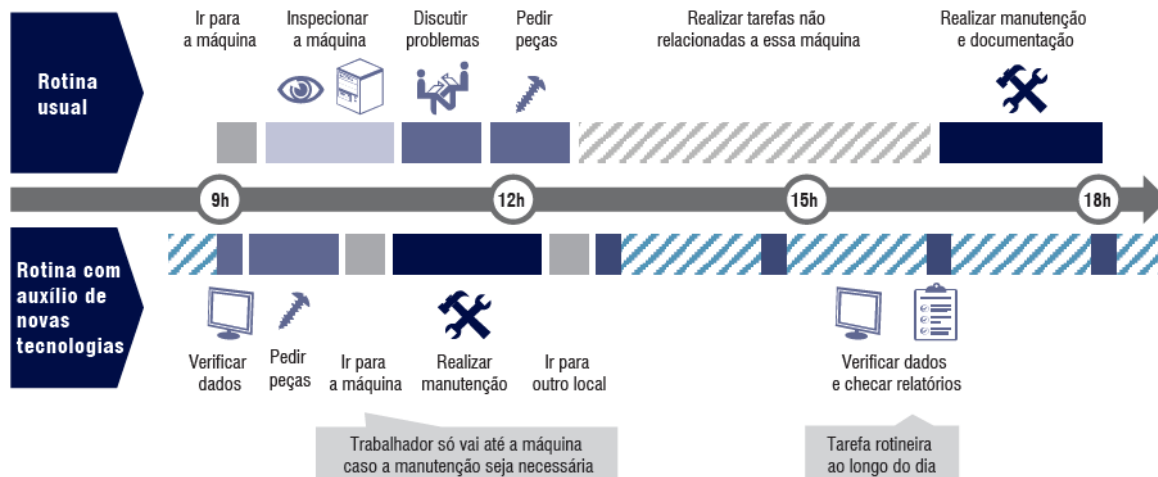 Ir para
a máquina
Inspecionar
a máquina
Discutir
problemas
Pedir
peças
Realizar tarefas não
relacionadas a essa máquina
Realizar manutenção
e documentação
Rotina
usual
9h
12h
15h
18h
Rotina com
auxílio de
novas
tecnologias
Verificar
dados
Pedir
peças
Ir para
a máquina
Realizar
manutenção
Ir para
outro local
Verificar dados
e checar relatórios
Trabalhador só vai até a máquina
caso a manutenção seja necessária
Tarefa rotineira
ao longo do dia